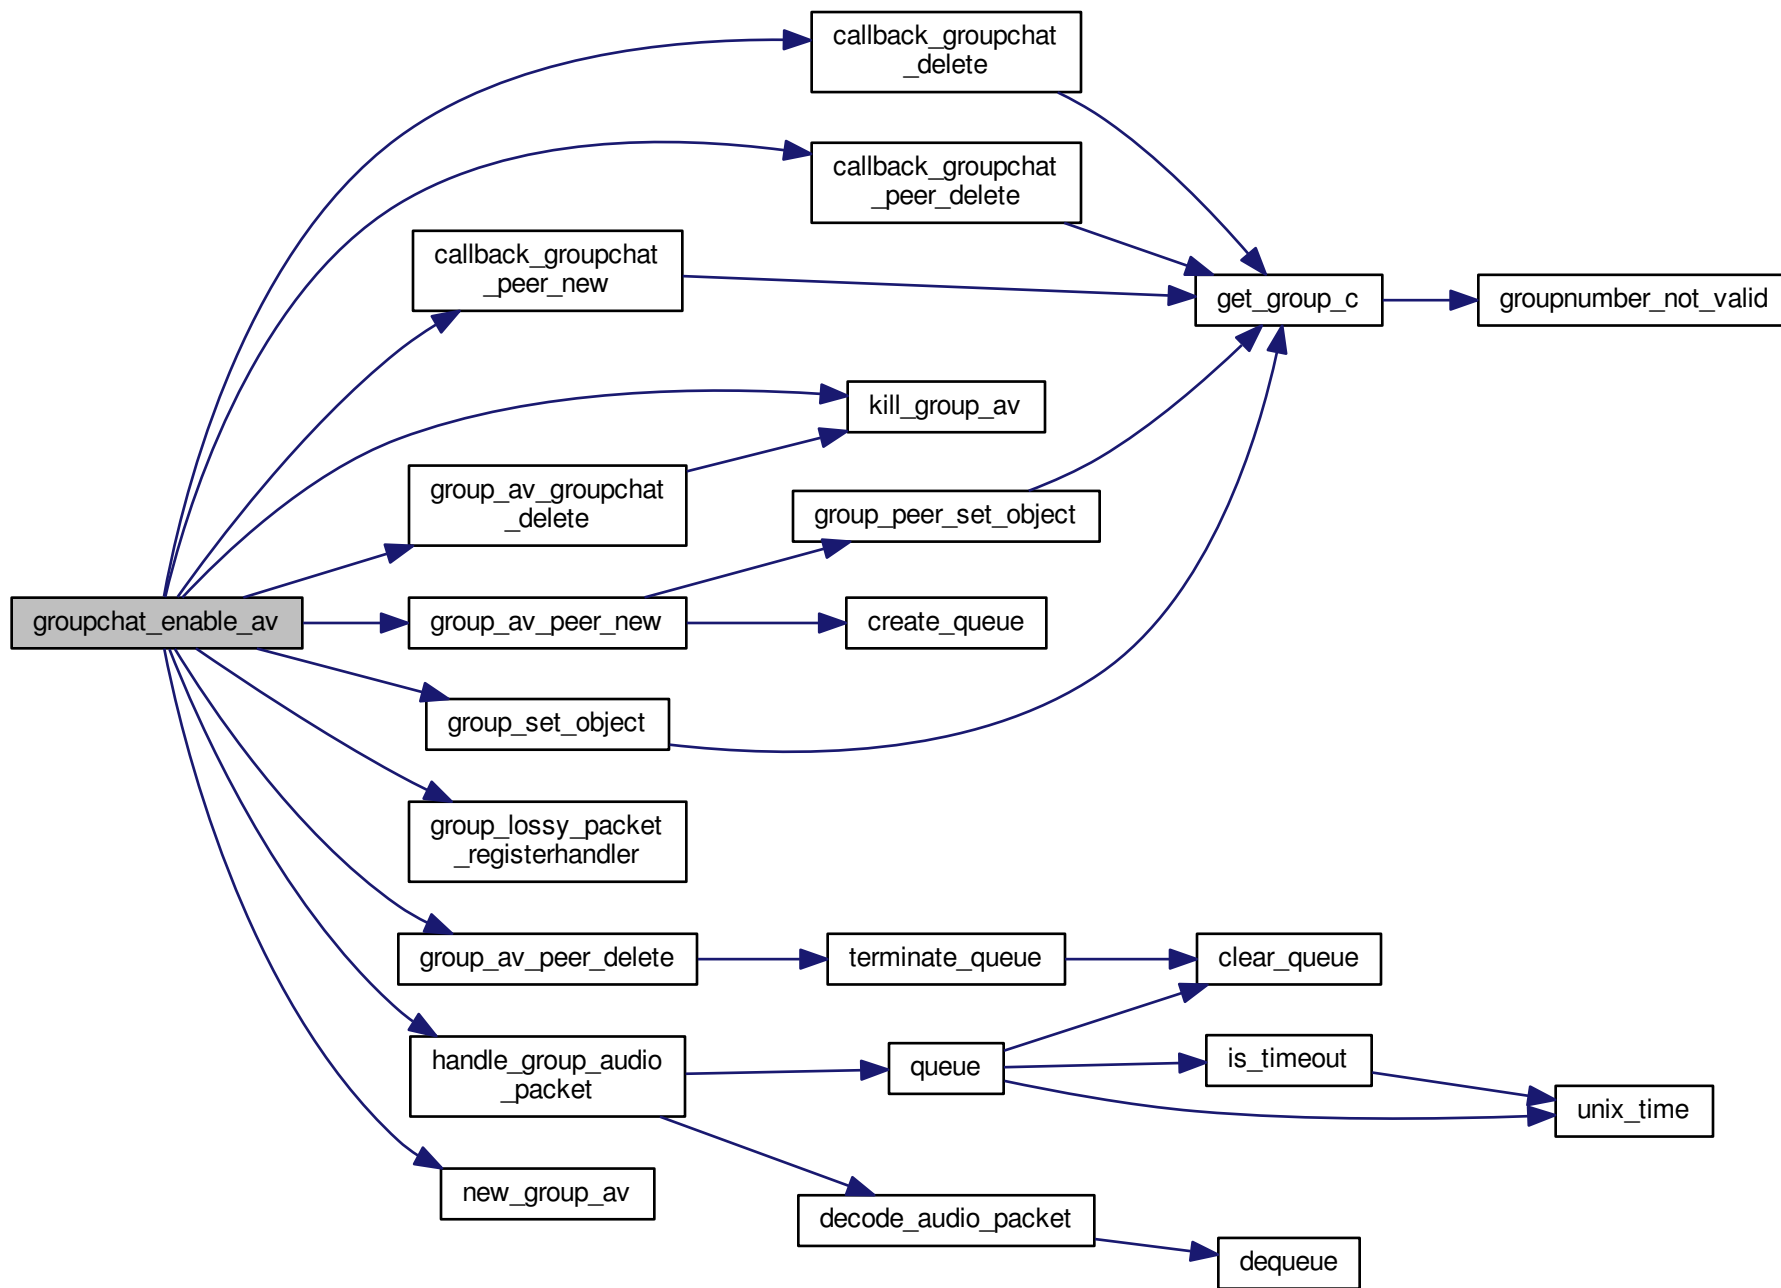 callback_groupchat
_delete
callback_groupchat
_peer_delete
callback_groupchat
_peer_new
get_group_c
groupnumber_not_valid
kill_group_av
group_av_groupchat
_delete
group_peer_set_object
groupchat_enable_av
group_av_peer_new
create_queue
group_set_object
group_lossy_packet
_registerhandler
group_av_peer_delete
terminate_queue
clear_queue
handle_group_audio
_packet
queue
is_timeout
unix_time
new_group_av
decode_audio_packet
dequeue